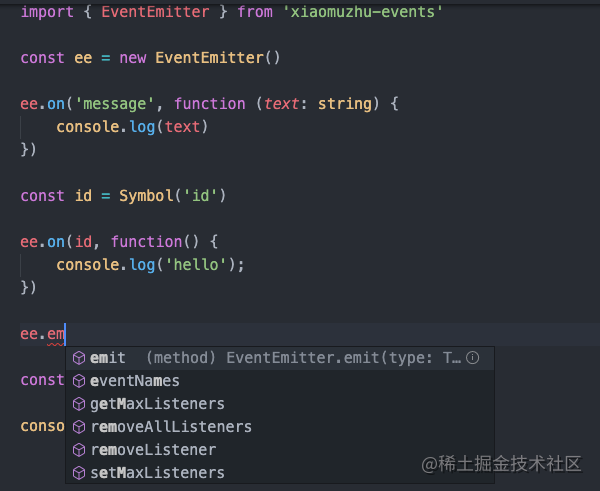 import { EventEmitter } from 'xiaomuzhu-events'
const ee = new EventEmitter()
ee.on('message', function (text: string) {
console.log(text)
})
const id = Symbol('id')
ee.on(id, function() {
console.log('hello');
})
ee.em
emit (method) EventEmitter.emit(type: T…
const
eventNames
getMaxListeners
conso
removeAllListeners
removeListener
setMaxListeners
@稀土掘金技术社区